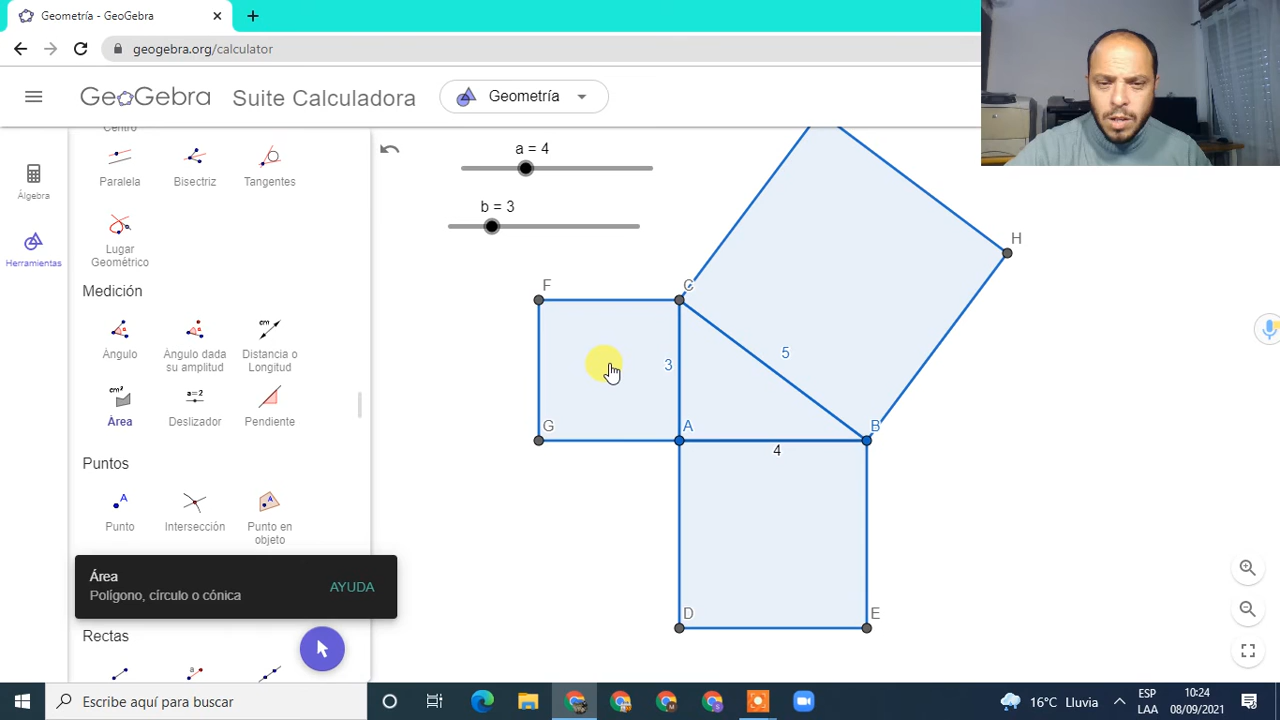 Geometría - GeoGebra
geogebra.org/calculator
GeoGebra
Suite Calculadora
Geometría
Álgebra
Herramientas
Centro
Paralela
Bisectriz
Tangentes
Lugar
Geométrico
Medición
Ángulo
Ángulo dada
su amplitud
Distancia o
Longitud
Área
Deslizador
Pendiente
Puntos
Punto
Intersección
Punto en
objeto
Área
Polígono, círculo o cónica
AYUDA
Rectas
a = 4
b = 3
F
C
H
3
5
G
A
B
4
D
E
Escribe aquí para buscar
16°C Lluvia
ESP
LAA
10:24
08/09/2021